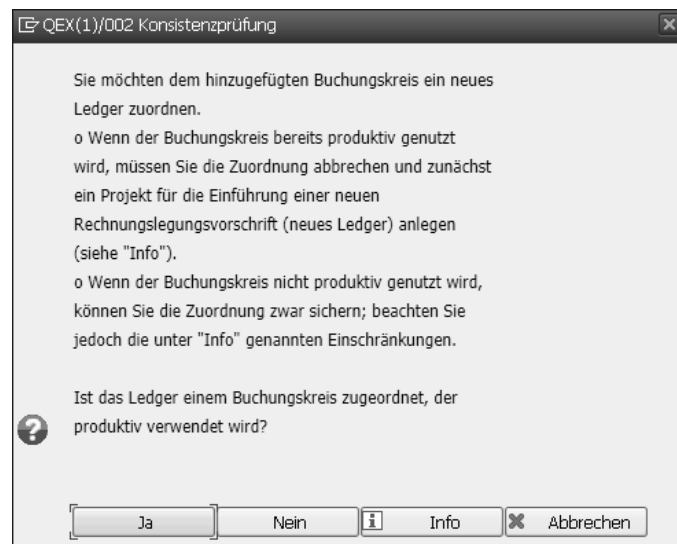 QEX(1)/002 Konsistenzprüfung
Sie möchten dem hinzugefügten Buchungskreis ein neues
Ledger zuordnen.
o Wenn der Buchungskreis bereits produktiv genutzt
wird, müssen Sie die Zuordnung abbrechen und zunächst
ein Projekt für die Einführung einer neuen
Rechnungslegungsvorschrift (neues Ledger) anlegen
(siehe "Info").
o Wenn der Buchungskreis nicht produktiv genutzt wird,
können Sie die Zuordnung zwar sichern; beachten Sie
jedoch die unter "Info" genannten Einschränkungen.
Ist das Ledger einem Buchungskreis zugeordnet, der
produktiv verwendet wird?
Ja Nein Info Abbrechen